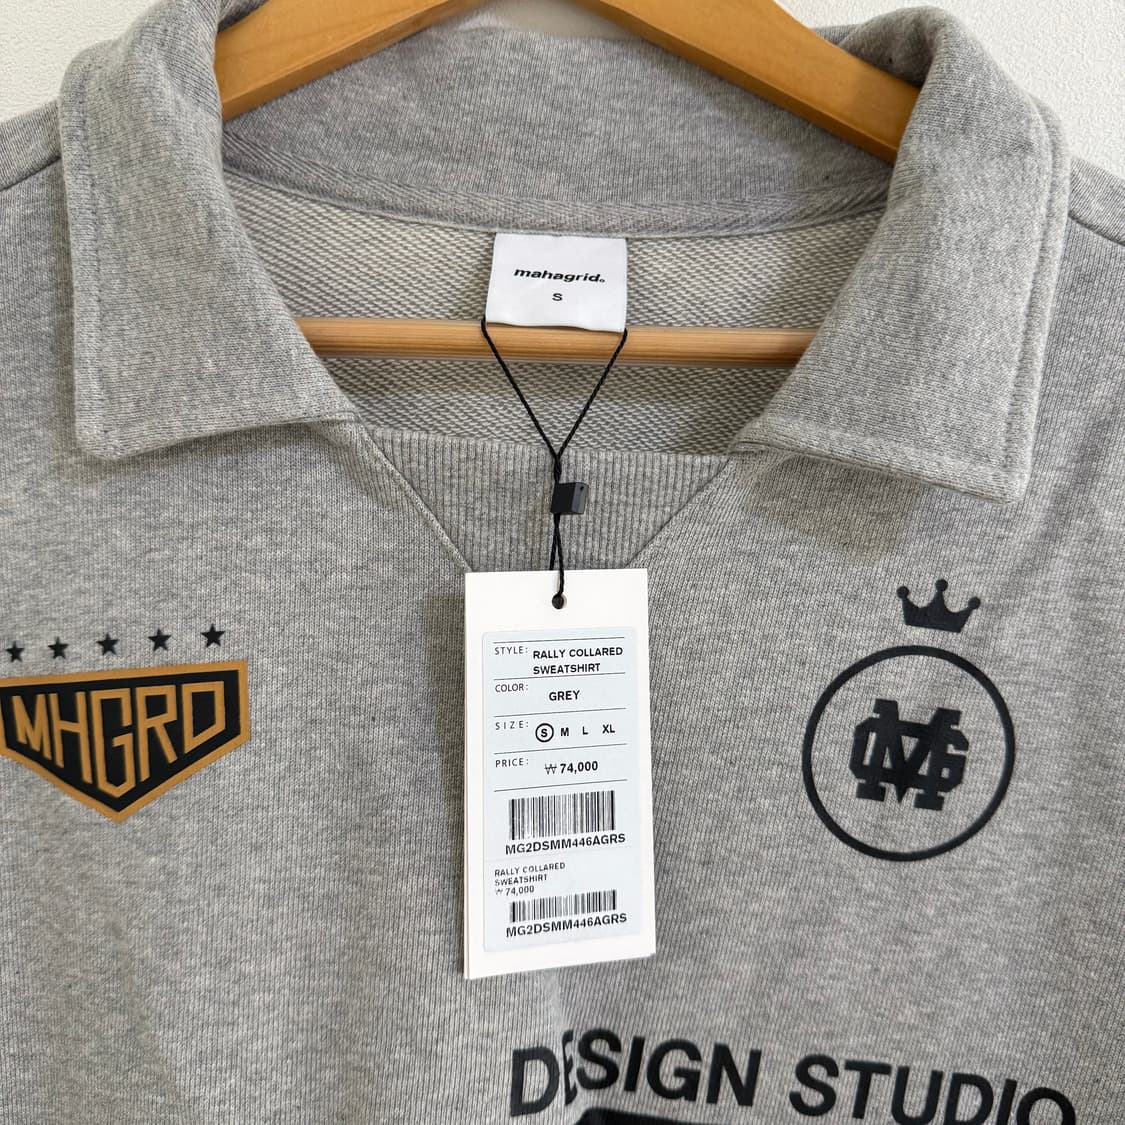 mahagrid.
S
STYLE: RALLY COLLARED
SWEATSHIRT
COLOR: GREY
SIZE: S M L XL
PRICE: ₩ 74,000
MG2DSMM446AGRS
RALLY COLLARED
SWEATSHIRT
₩ 74,000
MG2DSMM446AGRS
MHGRD
MG
DESIGN STUDIO